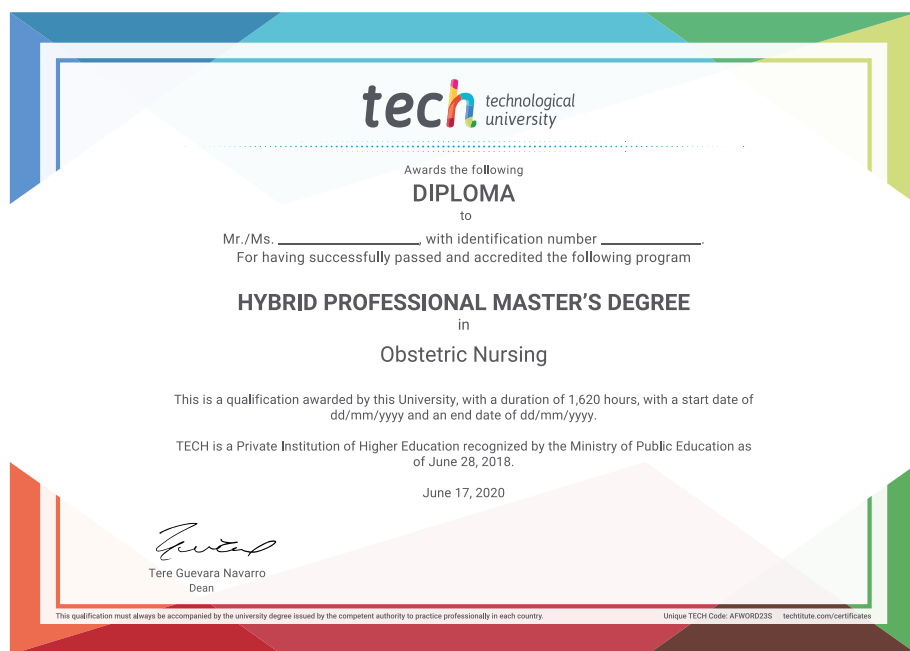 tech technological
university
Awards the following
DIPLOMA
to
Mr./Ms. ____________________, with identification number ______________.
For having successfully passed and accredited the following program
HYBRID PROFESSIONAL MASTER'S DEGREE
in
Obstetric Nursing
This is a qualification awarded by this University, with a duration of 1,620 hours, with a start date of
dd/mm/yyyy and an end date of dd/mm/yyyy.
TECH is a Private Institution of Higher Education recognized by the Ministry of Public Education as
of June 28, 2018.
June 17, 2020
Tere Guevara Navarro
Dean
This qualification must always be accompanied by the university degree issued by the competent authority to practice professionally in each country.
Unique TECH Code: AFWORD23S techtitute.com/certificates